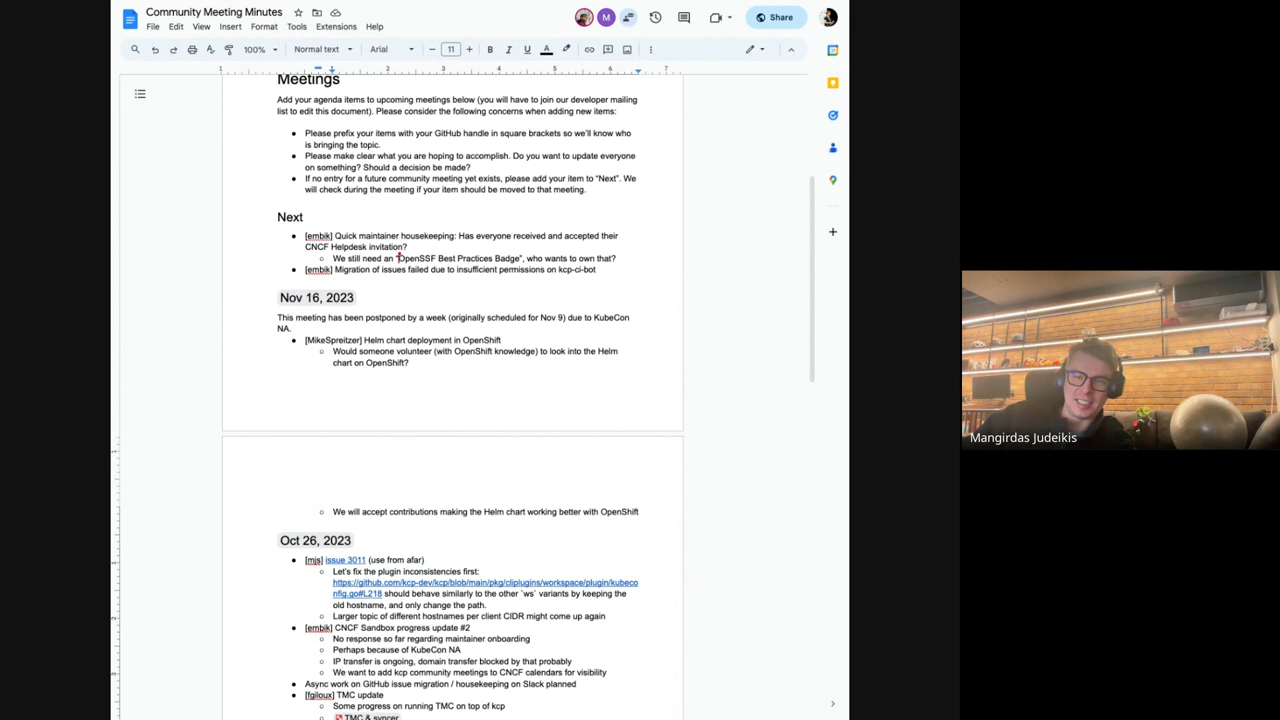 Community Meeting Minutes
File Edit View Insert Format Tools Extensions Help
M
Share
100% Normal text Arial 11 B I U A
1 1 2 3 4 5 6 7
Meetings
Add your agenda items to upcoming meetings below (you will have to join our developer mailing
list to edit this document). Please consider the following concerns when adding new items:
Please prefix your items with your GitHub handle in square brackets so we'll know who
is bringing the topic.
Please make clear what you are hoping to accomplish. Do you want to update everyone
on something? Should a decision be made?
If no entry for a future community meeting yet exists, please add your item to "Next". We
will check during the meeting if your item should be moved to that meeting.
Next
[embik] Quick maintainer housekeeping: Has everyone received and accepted their
CNCF Helpdesk invitation?
We still need an "OpenSSF Best Practices Badge", who wants to own that?
[embik] Migration of issues failed due to insufficient permissions on kcp-ci-bot
Nov 16, 2023
This meeting has been postponed by a week (originally scheduled for Nov 9) due to KubeCon
NA.
[MikeSpreitzer] Helm chart deployment in OpenShift
Would someone volunteer (with OpenShift knowledge) to look into the Helm
chart on OpenShift?
We will accept contributions making the Helm chart working better with OpenShift
Oct 26, 2023
[mjs] issue 3011 (use from afar)
Let's fix the plugin inconsistencies first:
https://github.com/kcp-dev/kcp/blob/main/pkg/cliplugins/workspace/plugin/kubeco
nfig.go#L218 should behave similarly to the other `ws` variants by keeping the
old hostname, and only change the path.
Larger topic of different hostnames per client CIDR might come up again
[embik] CNCF Sandbox progress update #2
No response so far regarding maintainer onboarding
Perhaps because of KubeCon NA
IP transfer is ongoing, domain transfer blocked by that probably
We want to add kcp community meetings to CNCF calendars for visibility
Async work on GitHub issue migration / housekeeping on Slack planned
[fgiloux] TMC update
Some progress on running TMC on top of kcp
TMC & syncer
Mangirdas Judeikis